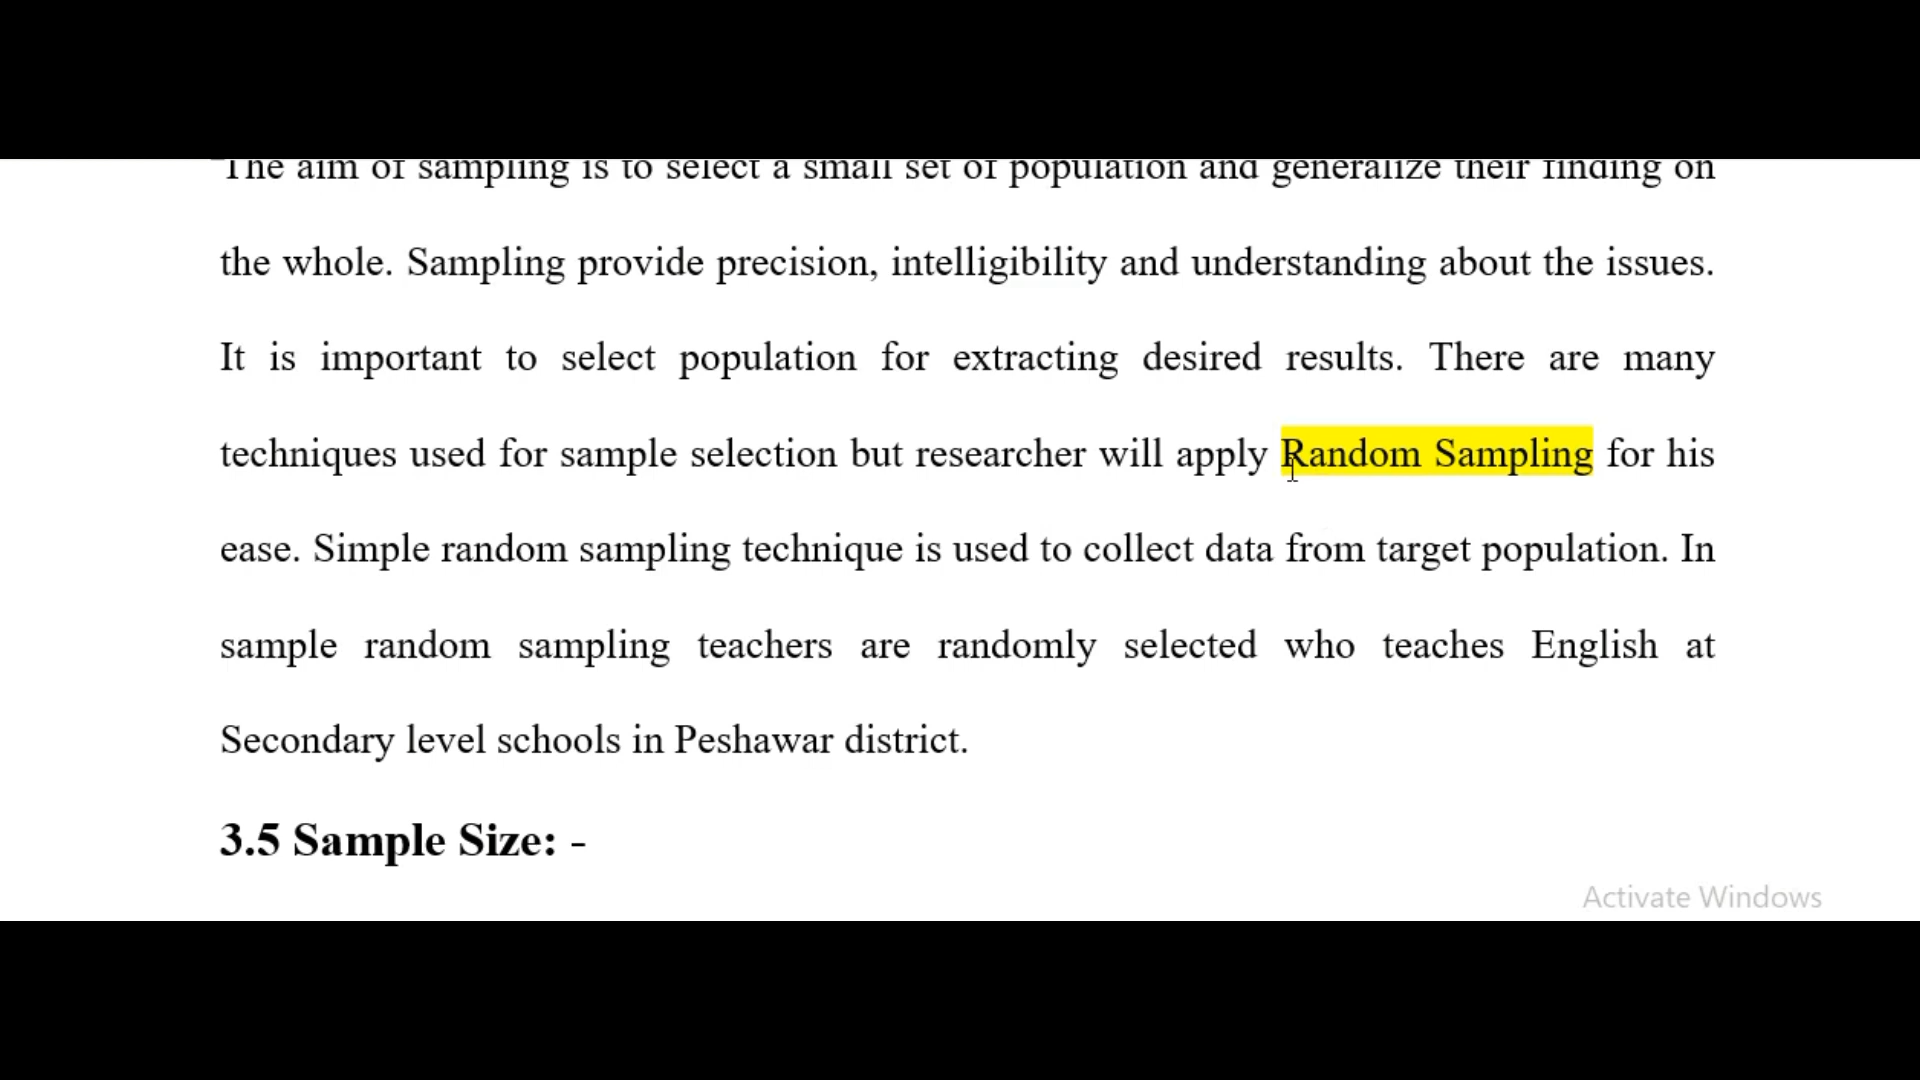 The aim of sampling is to select a small set of population and generalize their finding on
the whole. Sampling provide precision, intelligibility and understanding about the issues.
It is important to select population for extracting desired results. There are many
techniques used for sample selection but researcher will apply Random Sampling for his
ease. Simple random sampling technique is used to collect data from target population. In
sample random sampling teachers are randomly selected who teaches English at
Secondary level schools in Peshawar district.
3.5 Sample Size: -
Activate Windows